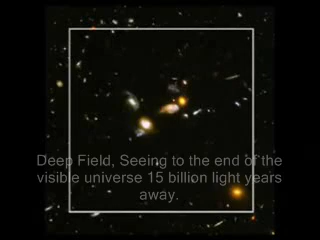 Deep Field, Seeing to the end of the
visible universe 15 billion light years
away.